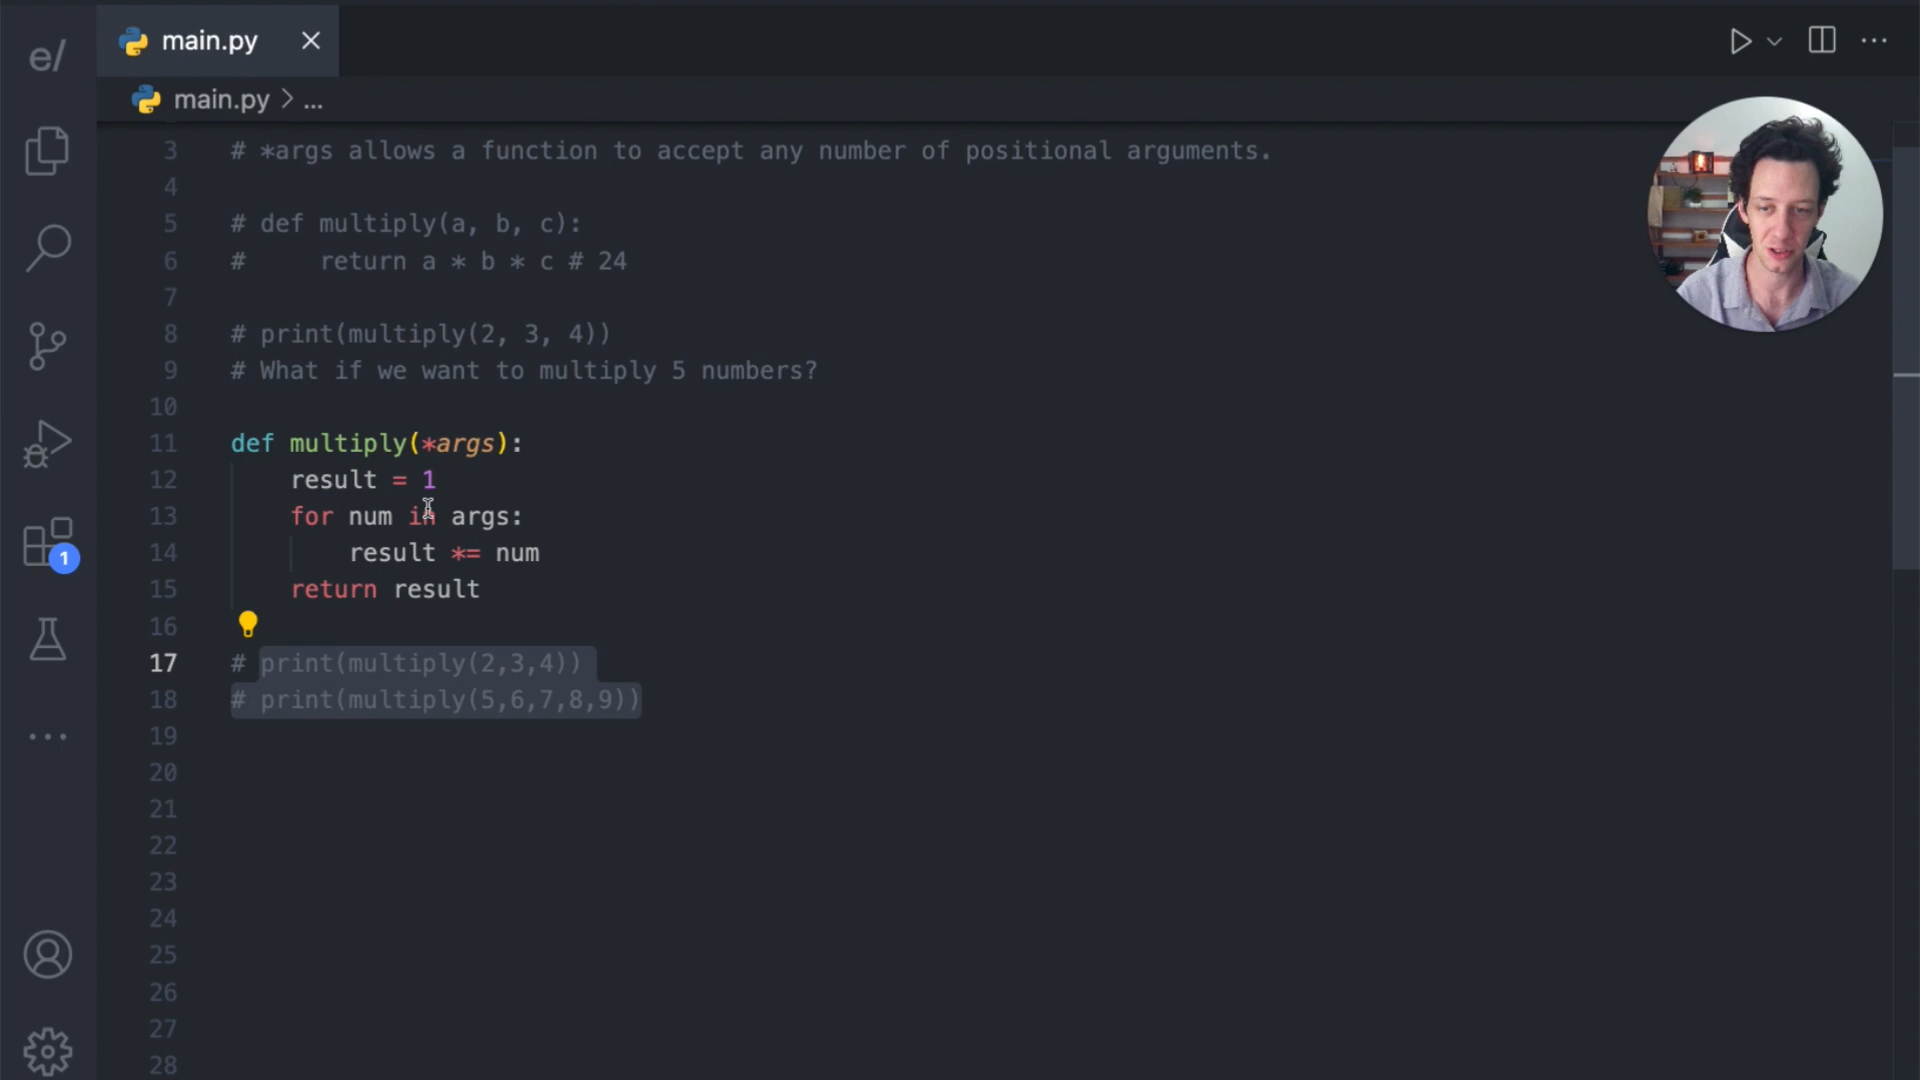 e/
main.py
main.py > ...
3 # *args allows a function to accept any number of positional arguments.
4
5 # def multiply(a, b, c):
6 #     return a * b * c # 24
7
8 # print(multiply(2, 3, 4))
9 # What if we want to multiply 5 numbers?
10
11 def multiply(*args):
12     result = 1
13     for num in args:
14         result *= num
15     return result
16
17 # print(multiply(2,3,4))
18 # print(multiply(5,6,7,8,9))
19
20
21
22
23
24
25
26
27
28
1